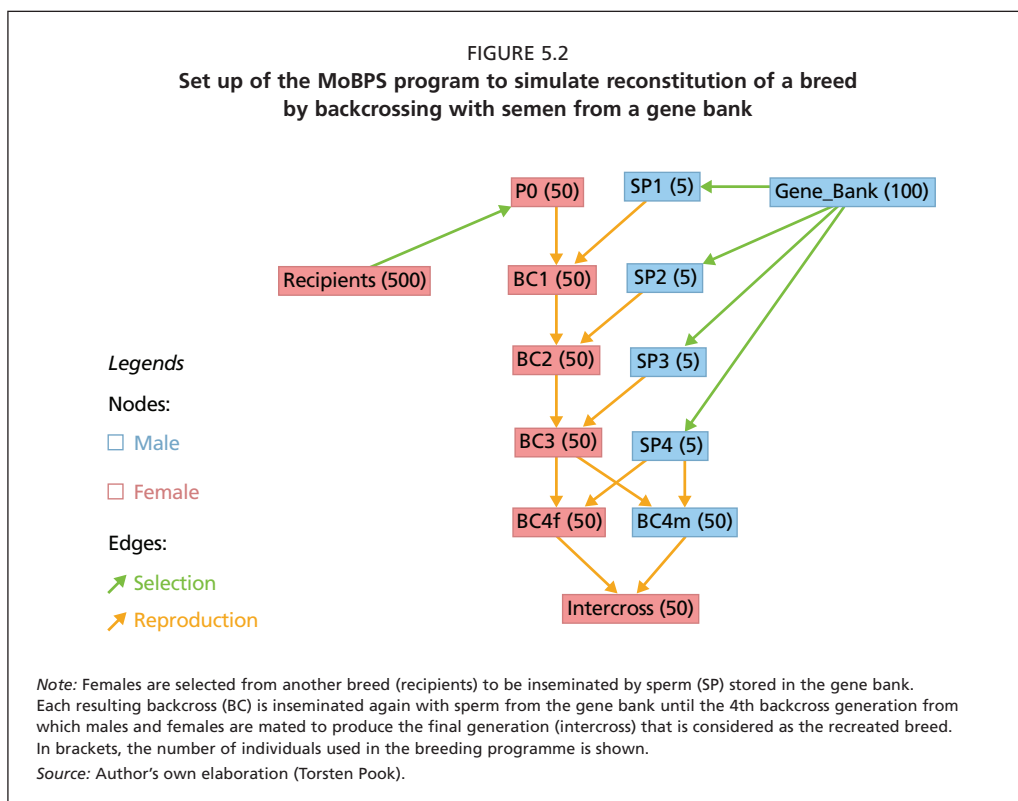 FIGURE 5.2
Set up of the MoBPS program to simulate reconstitution of a breed
by backcrossing with semen from a gene bank
P0 (50)
SP1 (5)
Gene_Bank (100)
Recipients (500)
BC1 (50)
SP2 (5)
BC2 (50)
SP3 (5)
Legends
Nodes:
Male
Female
BC3 (50)
SP4 (5)
BC4f (50)
BC4m (50)
Edges:
Selection
Reproduction
Intercross (50)
Note: Females are selected from another breed (recipients) to be inseminated by sperm (SP) stored in the gene bank.
Each resulting backcross (BC) is inseminated again with sperm from the gene bank until the 4th backcross generation from
which males and females are mated to produce the final generation (intercross) that is considered as the recreated breed.
In brackets, the number of individuals used in the breeding programme is shown.
Source: Author's own elaboration (Torsten Pook).